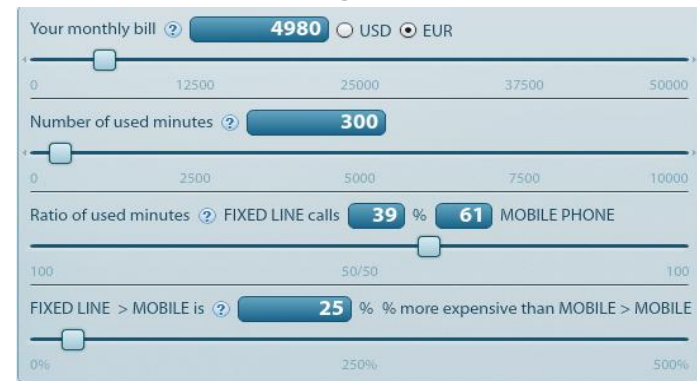 Your monthly bill ? 4980 USD EUR
0 12500 25000 37500 50000
Number of used minutes ? 300
0 2500 5000 7500 10000
Ratio of used minutes ? FIXED LINE calls 39 % 61 MOBILE PHONE
100 50/50 100
FIXED LINE > MOBILE is ? 25 % % more expensive than MOBILE > MOBILE
0% 250% 500%